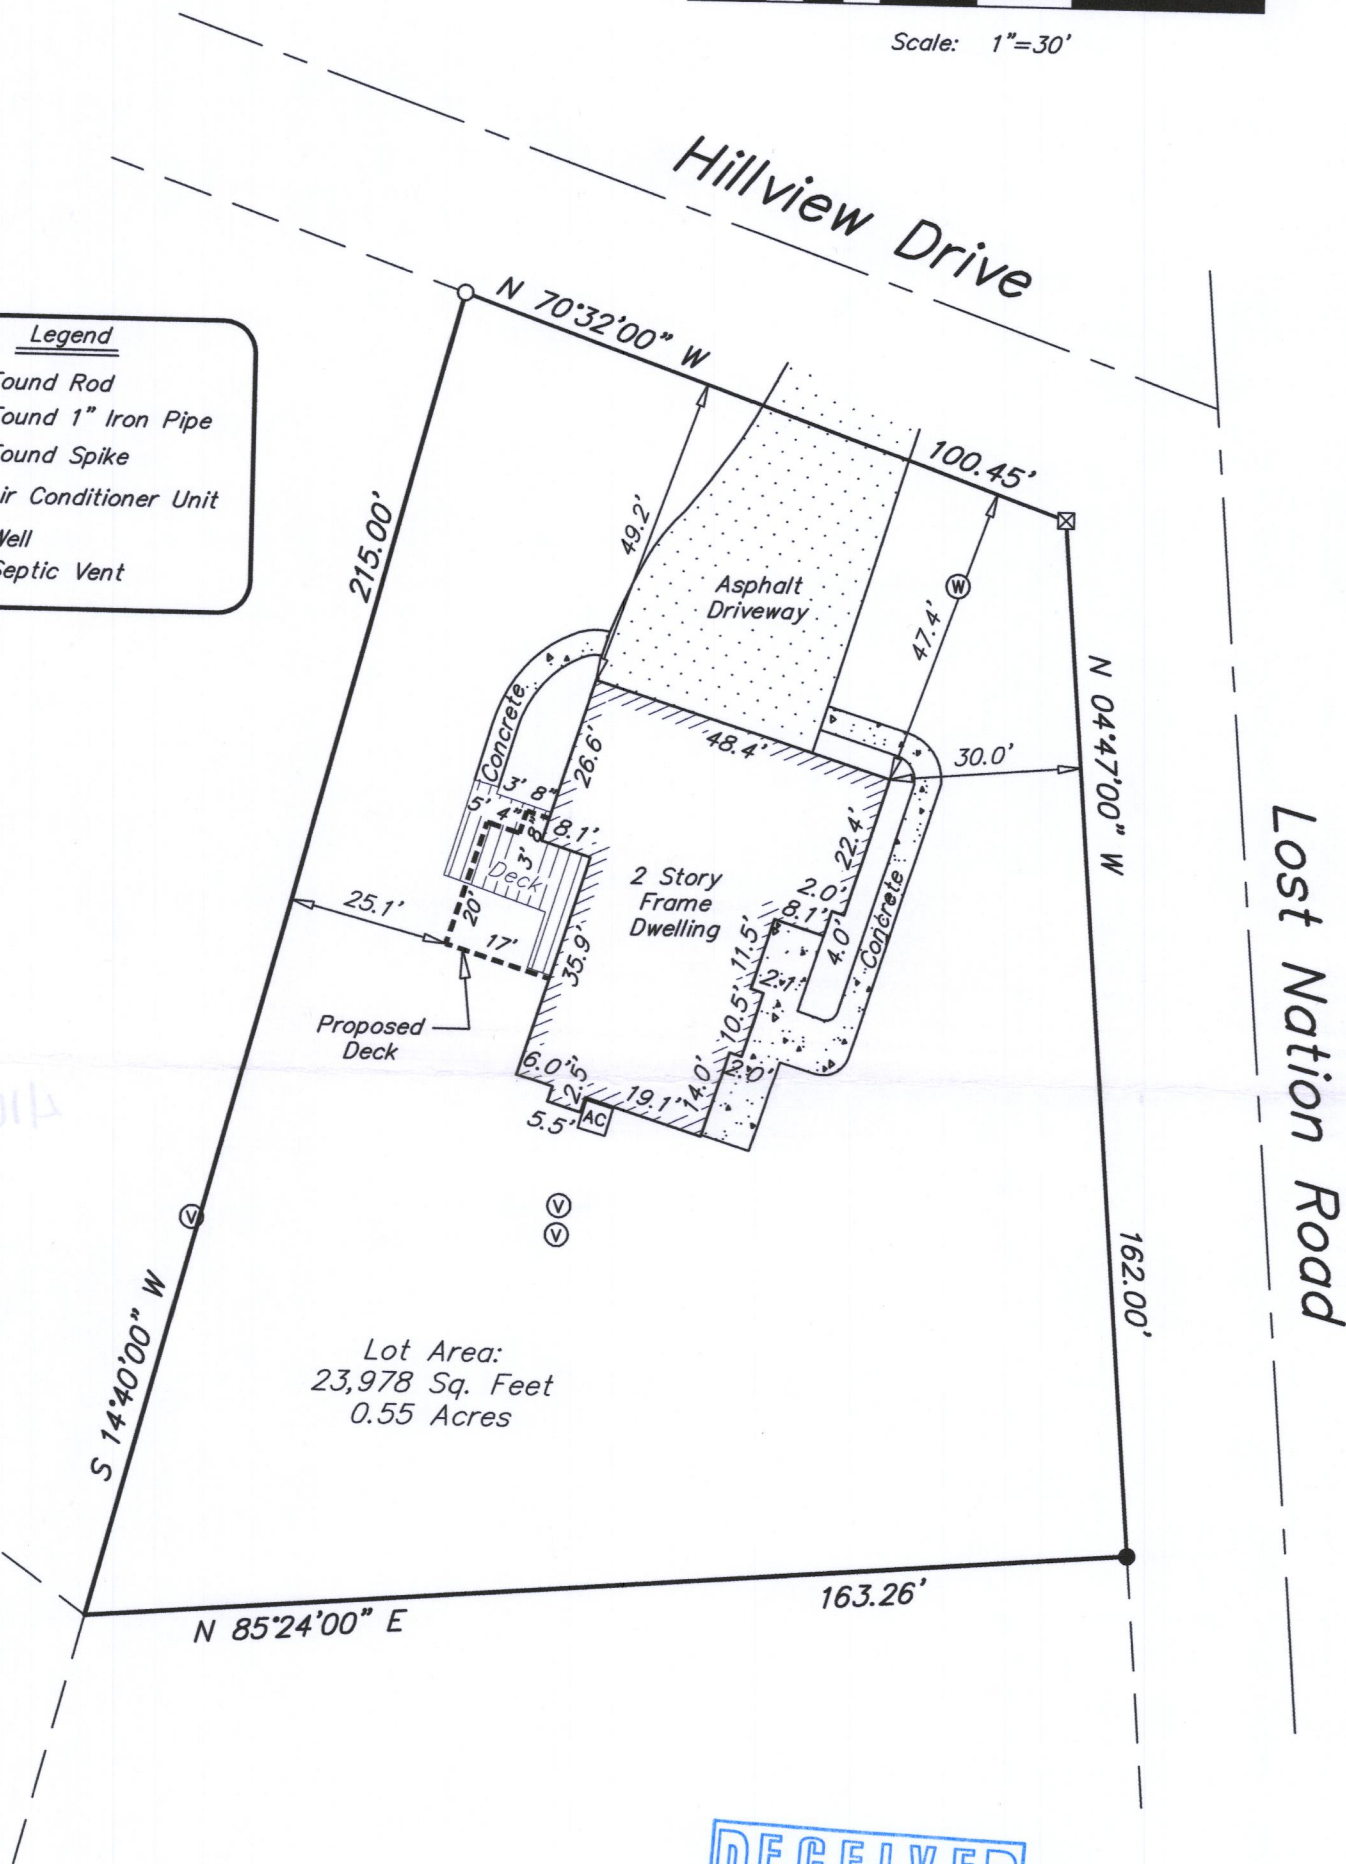 Scale: 1"=30'
Hillview Drive
N 70°32'00" W
100.45'
Legend
ound Rod
ound 1" Iron Pipe
ound Spike
ir Conditioner Unit
Well
Septic Vent
215.00'
49.2'
Asphalt
Driveway
W
47.4'
N 04°47'00" W
Concrete
26.6'
48.4'
30.0'
3' 8"
5' 4"
3' 8"
8.1'
Deck
20'
17'
25.1'
35.9'
2 Story
Frame
Dwelling
22.4'
2.0'
8.1'
4.0'
11.5'
2.1'
10.5'
2.0'
14.0'
Concrete
Lost Nation Road
Proposed
Deck
6.0'
2.5'
19.1'
5.5'
AC
V
V
V
162.00'
S 14°40'00" W
Lot Area:
23,978 Sq. Feet
0.55 Acres
163.26'
N 85°24'00" E
RECEIVED